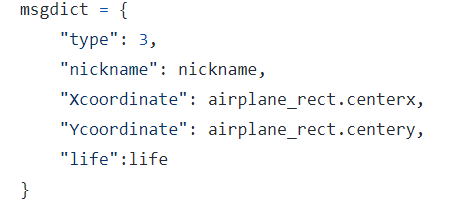 msgdict = {
    "type": 3,
    "nickname": nickname,
    "Xcoordinate": airplane_rect.centerx,
    "Ycoordinate": airplane_rect.centery,
    "life":life
}